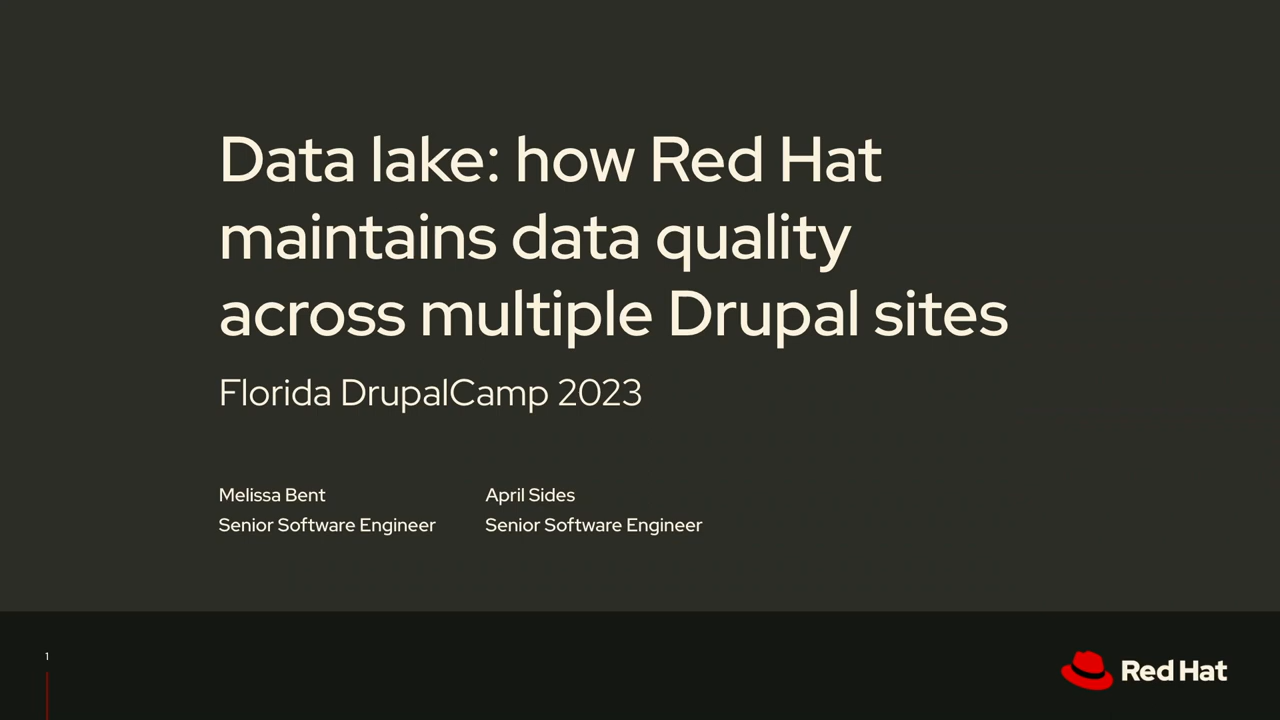 Data lake: how Red Hat
maintains data quality
across multiple Drupal sites
Florida DrupalCamp 2023
Melissa Bent
Senior Software Engineer
April Sides
Senior Software Engineer
1
Red Hat